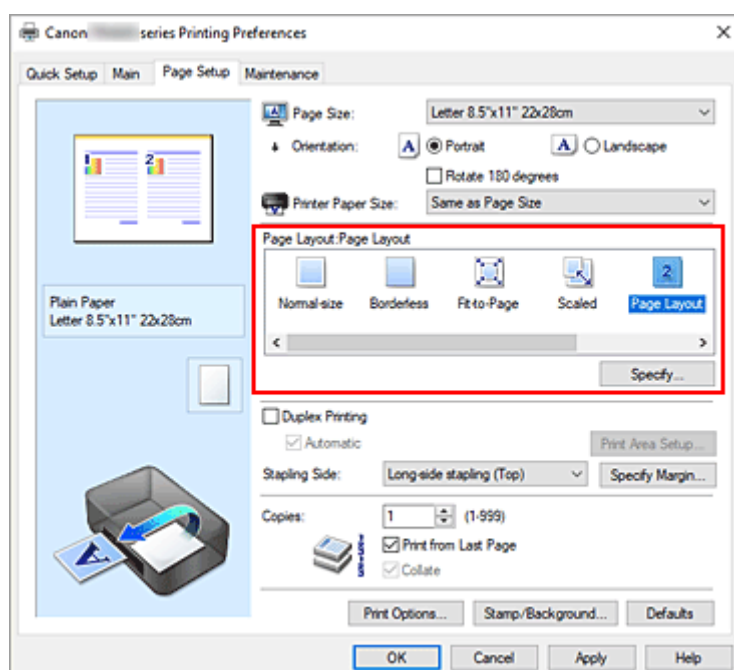 Canon series Printing Preferences
Quick Setup Main Page Setup Maintenance
1 2
Plain Paper
Letter 8.5"x11" 22x28cm
A
Page Size: Letter 8.5"x11" 22x28cm
Orientation: A Portrait A Landscape
Rotate 180 degrees
Printer Paper Size: Same as Page Size
Page Layout:Page Layout
2
Normal-size Borderless Fit-to-Page Scaled Page Layout
Specify...
Duplex Printing
Automatic Print Area Setup...
Stapling Side: Long-side stapling (Top) Specify Margin...
Copies: 1 (1-999)
Print from Last Page
Collate
Print Options... Stamp/Background... Defaults
OK Cancel Apply Help